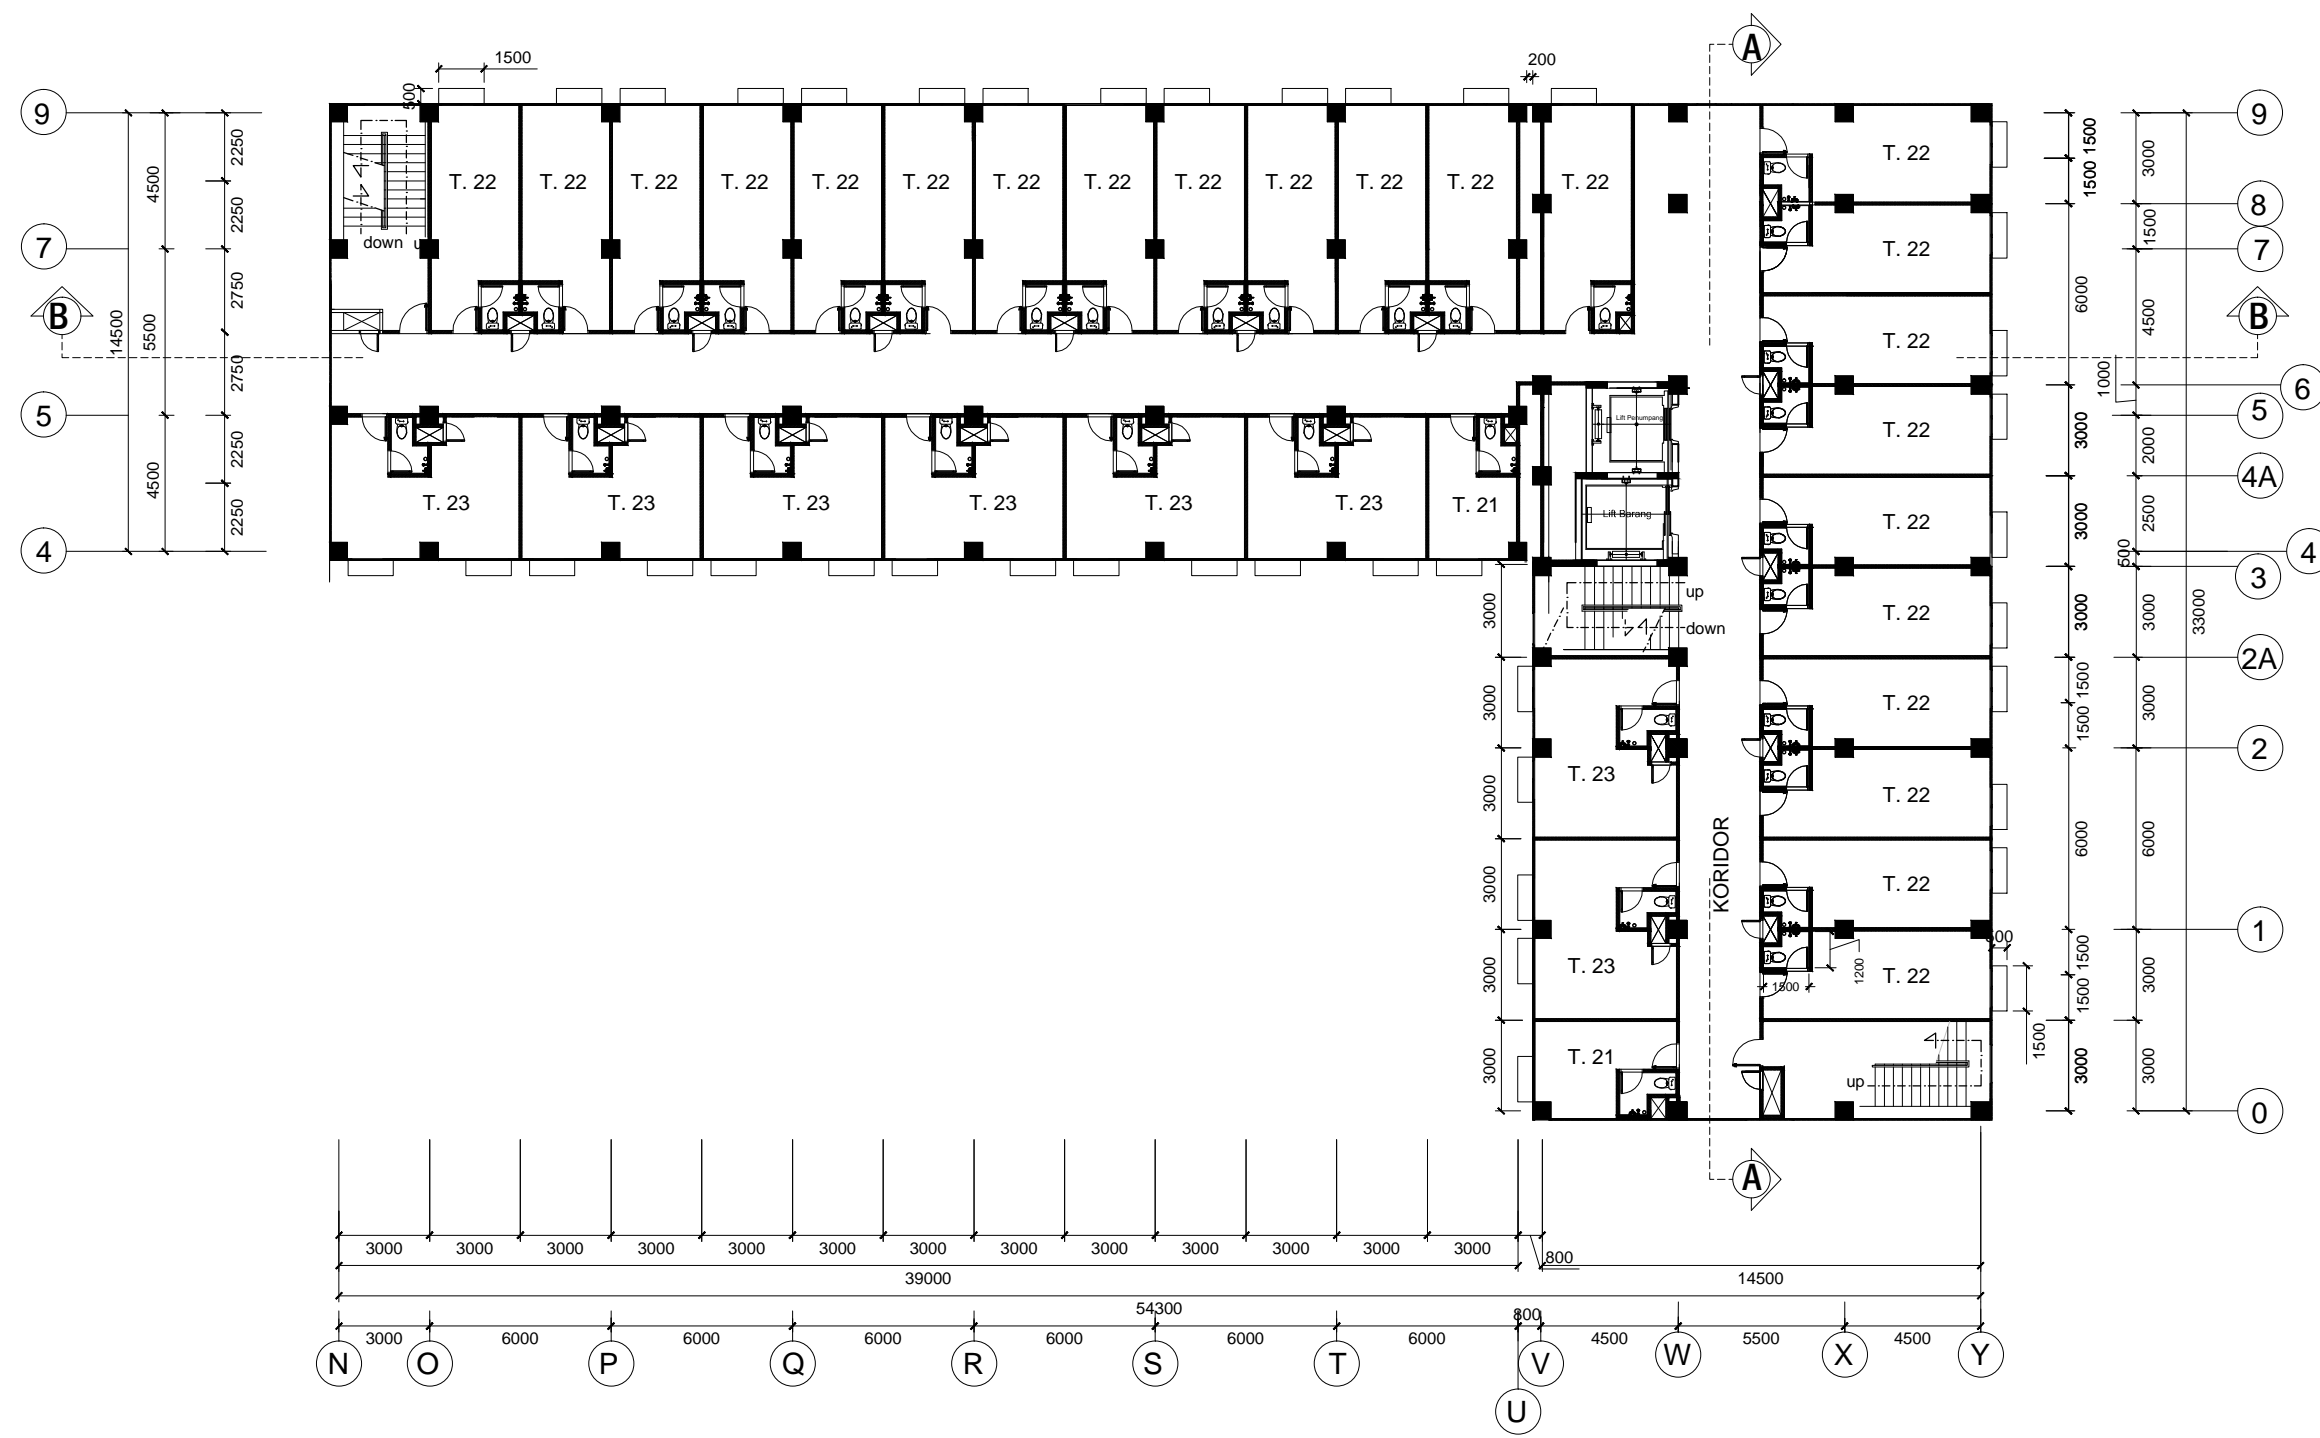 A
1500
200
500
9
9
2250
4500
2250
7
2750
14500
5500
2750
5
2250
4500
2250
4
B
T. 22 T. 22 T. 22 T. 22 T. 22 T. 22 T. 22 T. 22 T. 22 T. 22 T. 22 T. 22 T. 22
down u
T. 23 T. 23 T. 23 T. 23 T. 23 T. 23 T. 21
Lift Penumpang
Lift Barang
up
down
T. 22
T. 22
T. 22
T. 22
T. 22
T. 22
T. 22
T. 22
T. 22
T. 22
T. 23
T. 23
T. 21
KORIDOR
up
1500
1200
500
1500
3000
3000
3000
3000
3000
3000
1500
1500
6000
3000
3000
3000
1500
1500
6000
1500
1500
3000
3000
1500
4500
1000
2000
2500
500
3000
3000
6000
3000
3000
33000
8
7
B
6
5
4A
4
3
2A
2
1
0
A
3000 3000 3000 3000 3000 3000 3000 3000 3000 3000 3000 3000 3000 800
39000 14500
54300
800
3000 6000 6000 6000 6000 6000 6000 4500 5500 4500
N O P Q R S T V W X Y
U